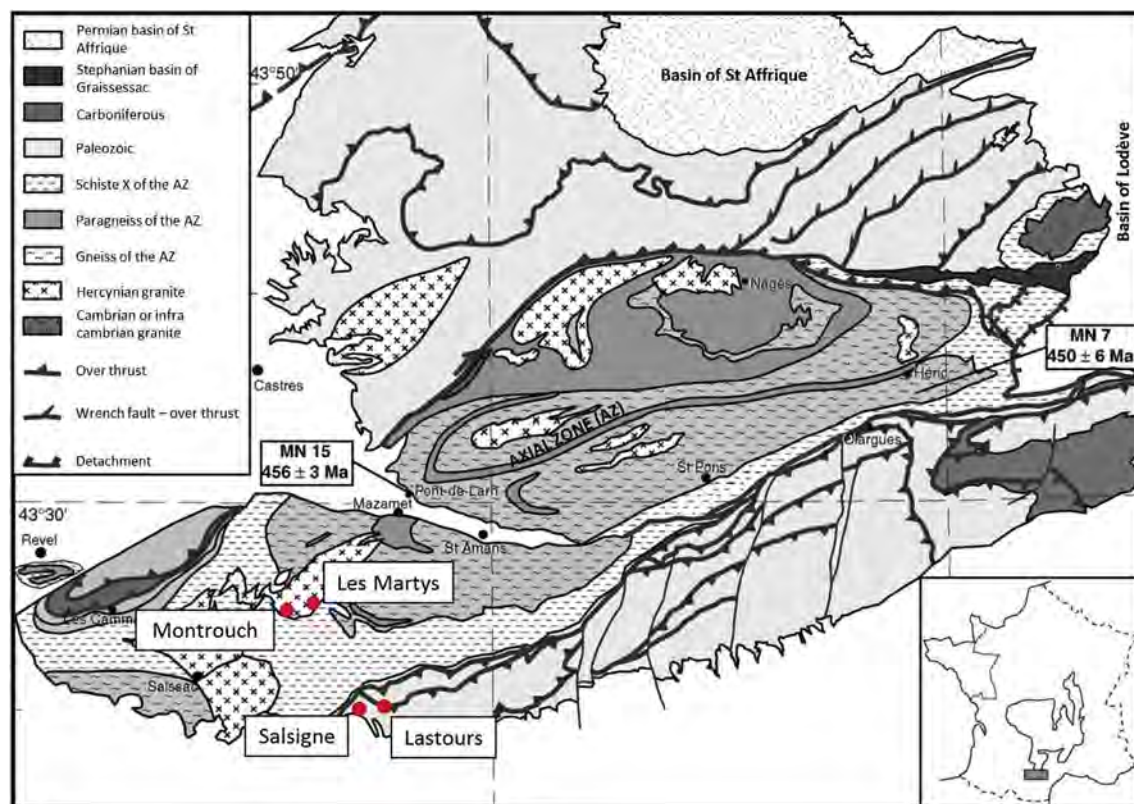 Permian basin of St
Affrique
Stephanian basin of
Graissessac
Carboniferous
Paleozoic
Schiste X of the AZ
Paragneiss of the AZ
Gneiss of the AZ
Hercynian granite
Cambrian or infra
cambrian granite
Over thrust
Wrench fault – over thrust
Detachment
43°50'
Basin of St Affrique
Basin of Lodève
Nages
MN 7
450 ± 6 Ma
Héric
Castres
AXIAL ZONE (AZ)
Olargues
MN 15
456 ± 3 Ma
St Pons
Pont-de-Larn
Mazamet
43°30'
Revel
St Amans
Les Martys
Les Camm
Montrouch
Saissac
Salsigne
Lastours